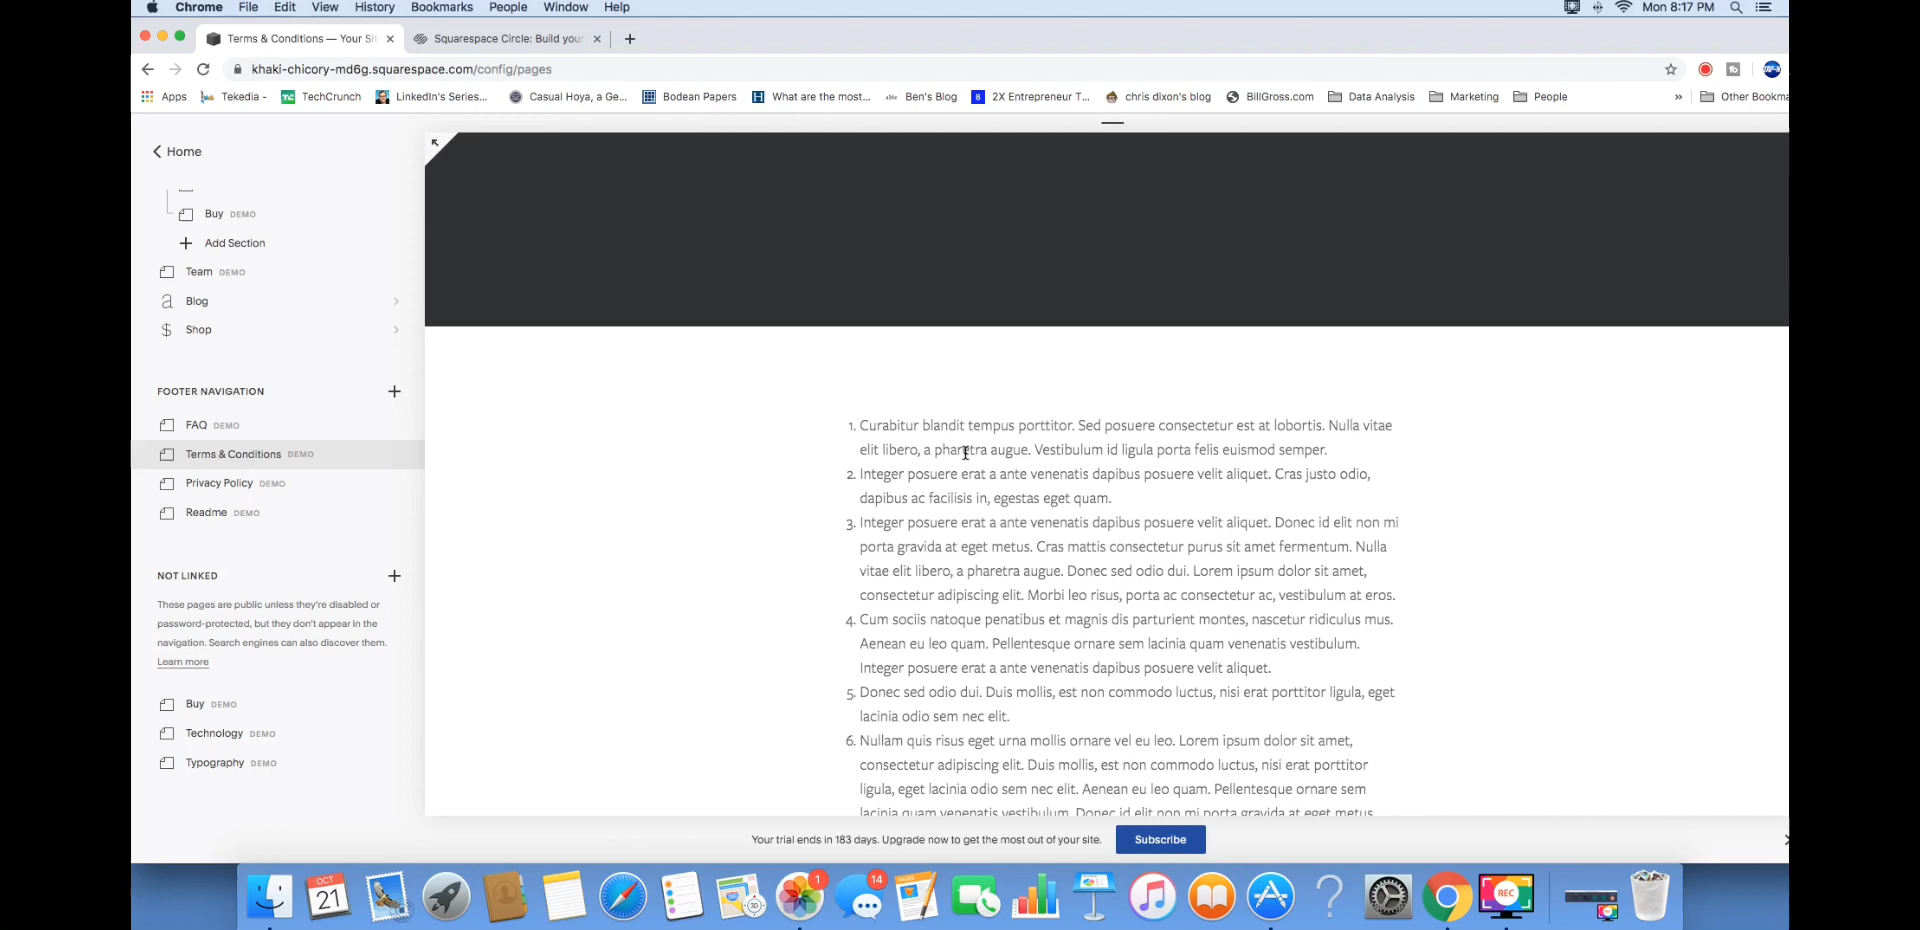 Chrome File Edit View History Bookmarks People Window Help Mon 8:17 PM
Terms & Conditions — Your Si Squarespace Circle: Build your
khaki-chicory-md6g.squarespace.com/config/pages
Apps Tekedia - TechCrunch LinkedIn's Series... Casual Hoya, a Ge... Bodean Papers What are the most... Ben's Blog 2X Entrepreneur T... chris dixon's blog BillGross.com Data Analysis Marketing People » Other Bookma
Home
Buy DEMO
Add Section
Team DEMO
Blog
Shop
FOOTER NAVIGATION
FAQ DEMO
Terms & Conditions DEMO
Privacy Policy DEMO
Readme DEMO
NOT LINKED
These pages are public unless they're disabled or
password-protected, but they don't appear in the
navigation. Search engines can also discover them.
Learn more
Buy DEMO
Technology DEMO
Typography DEMO
1. Curabitur blandit tempus porttitor. Sed posuere consectetur est at lobortis. Nulla vitae
elit libero, a pharetra augue. Vestibulum id ligula porta felis euismod semper.
2. Integer posuere erat a ante venenatis dapibus posuere velit aliquet. Cras justo odio,
dapibus ac facilisis in, egestas eget quam.
3. Integer posuere erat a ante venenatis dapibus posuere velit aliquet. Donec id elit non mi
porta gravida at eget metus. Cras mattis consectetur purus sit amet fermentum. Nulla
vitae elit libero, a pharetra augue. Donec sed odio dui. Lorem ipsum dolor sit amet,
consectetur adipiscing elit. Morbi leo risus, porta ac consectetur ac, vestibulum at eros.
4. Cum sociis natoque penatibus et magnis dis parturient montes, nascetur ridiculus mus.
Aenean eu leo quam. Pellentesque ornare sem lacinia quam venenatis vestibulum.
Integer posuere erat a ante venenatis dapibus posuere velit aliquet.
5. Donec sed odio dui. Duis mollis, est non commodo luctus, nisi erat porttitor ligula, eget
lacinia odio sem nec elit.
6. Nullam quis risus eget urna mollis ornare vel eu leo. Lorem ipsum dolor sit amet,
consectetur adipiscing elit. Duis mollis, est non commodo luctus, nisi erat porttitor
ligula, eget lacinia odio sem nec elit. Aenean eu leo quam. Pellentesque ornare sem
lacinia quam venenatis vestibulum. Donec id elit non mi porta gravida at eget metus.
Your trial ends in 183 days. Upgrade now to get the most out of your site. Subscribe
OCT
21
1
14
REC